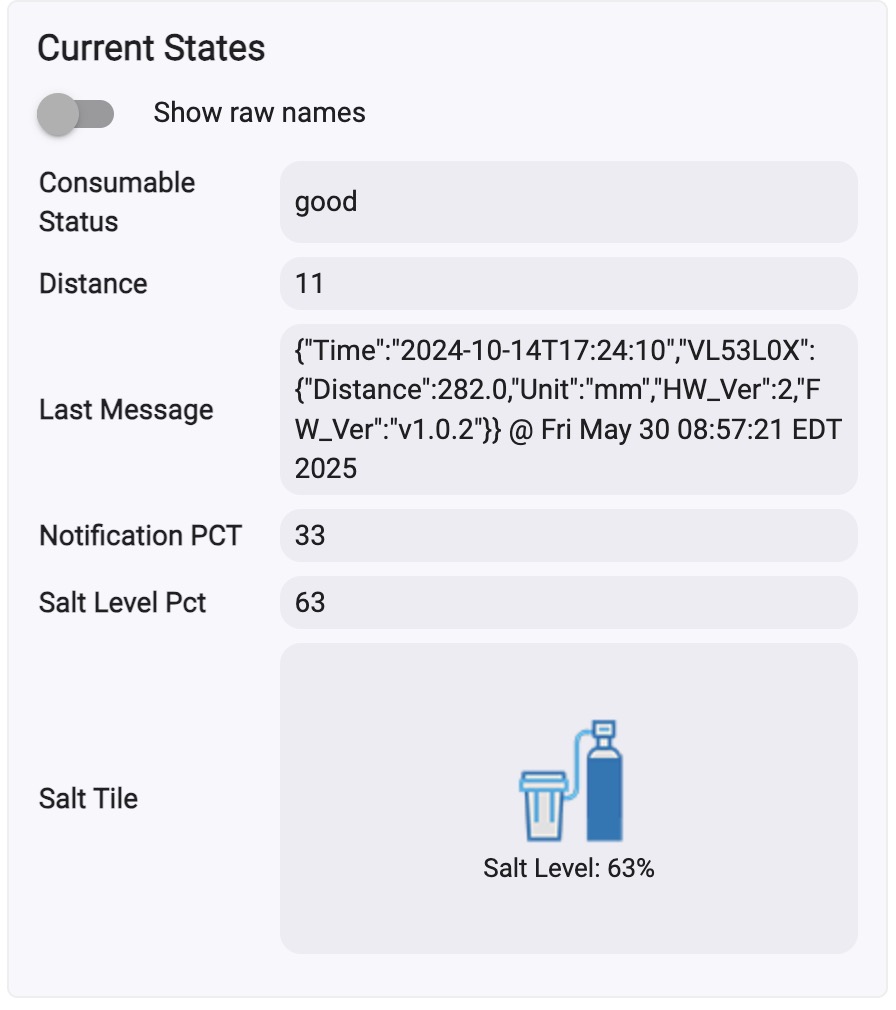 Current States
Show raw names
Consumable
Status
good
Distance
11
Last Message
{"Time":"2024-10-14T17:24:10","VL53L0X":
{"Distance":282.0,"Unit":"mm","HW_Ver":2,"F
W_Ver":"v1.0.2"}} @ Fri May 30 08:57:21 EDT
2025
Notification PCT
33
Salt Level Pct
63
Salt Tile
Salt Level: 63%